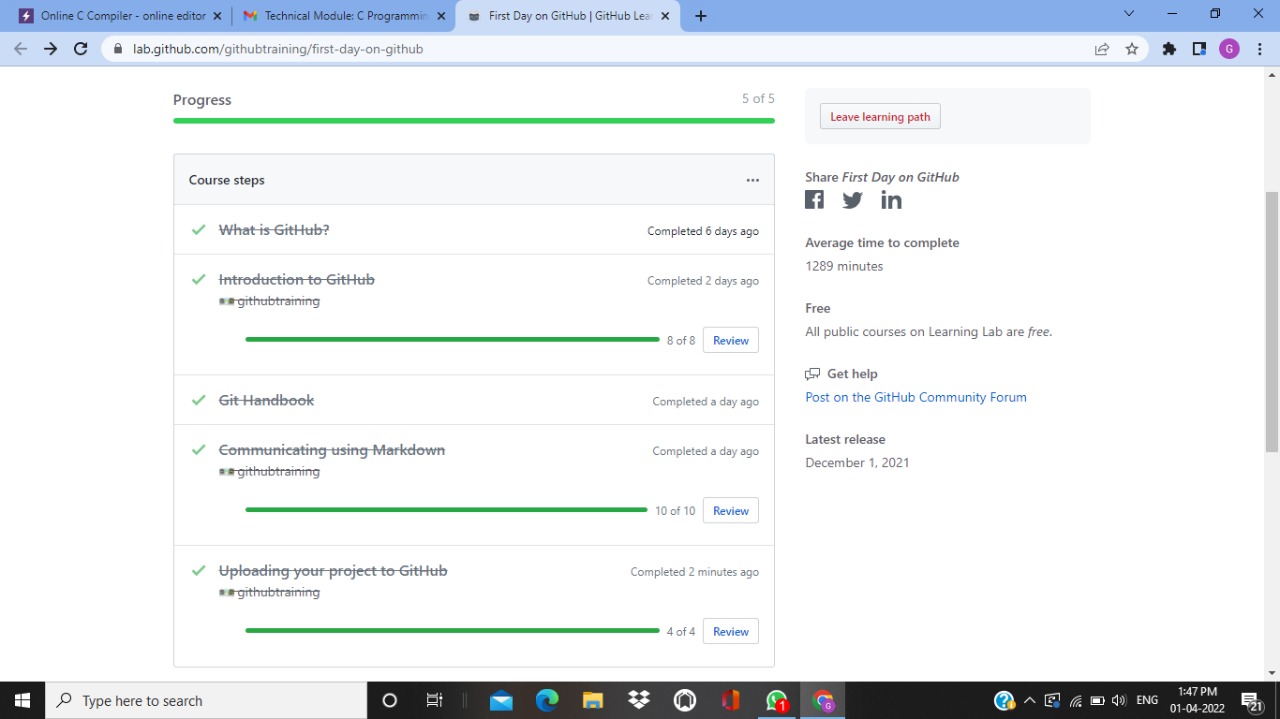 Online C Compiler - online editor
Technical Module: C Programmin
First Day on GitHub | GitHub Lear
lab.github.com/githubtraining/first-day-on-github
G
Progress
5 of 5
Leave learning path
Course steps
What is GitHub?
Completed 6 days ago
Introduction to GitHub
Completed 2 days ago
githubtraining
8 of 8
Review
Git Handbook
Completed a day ago
Communicating using Markdown
Completed a day ago
githubtraining
10 of 10
Review
Uploading your project to GitHub
Completed 2 minutes ago
githubtraining
4 of 4
Review
Share First Day on GitHub
Average time to complete
1289 minutes
Free
All public courses on Learning Lab are free.
Get help
Post on the GitHub Community Forum
Latest release
December 1, 2021
Type here to search
1
G
ENG
1:47 PM
01-04-2022
21